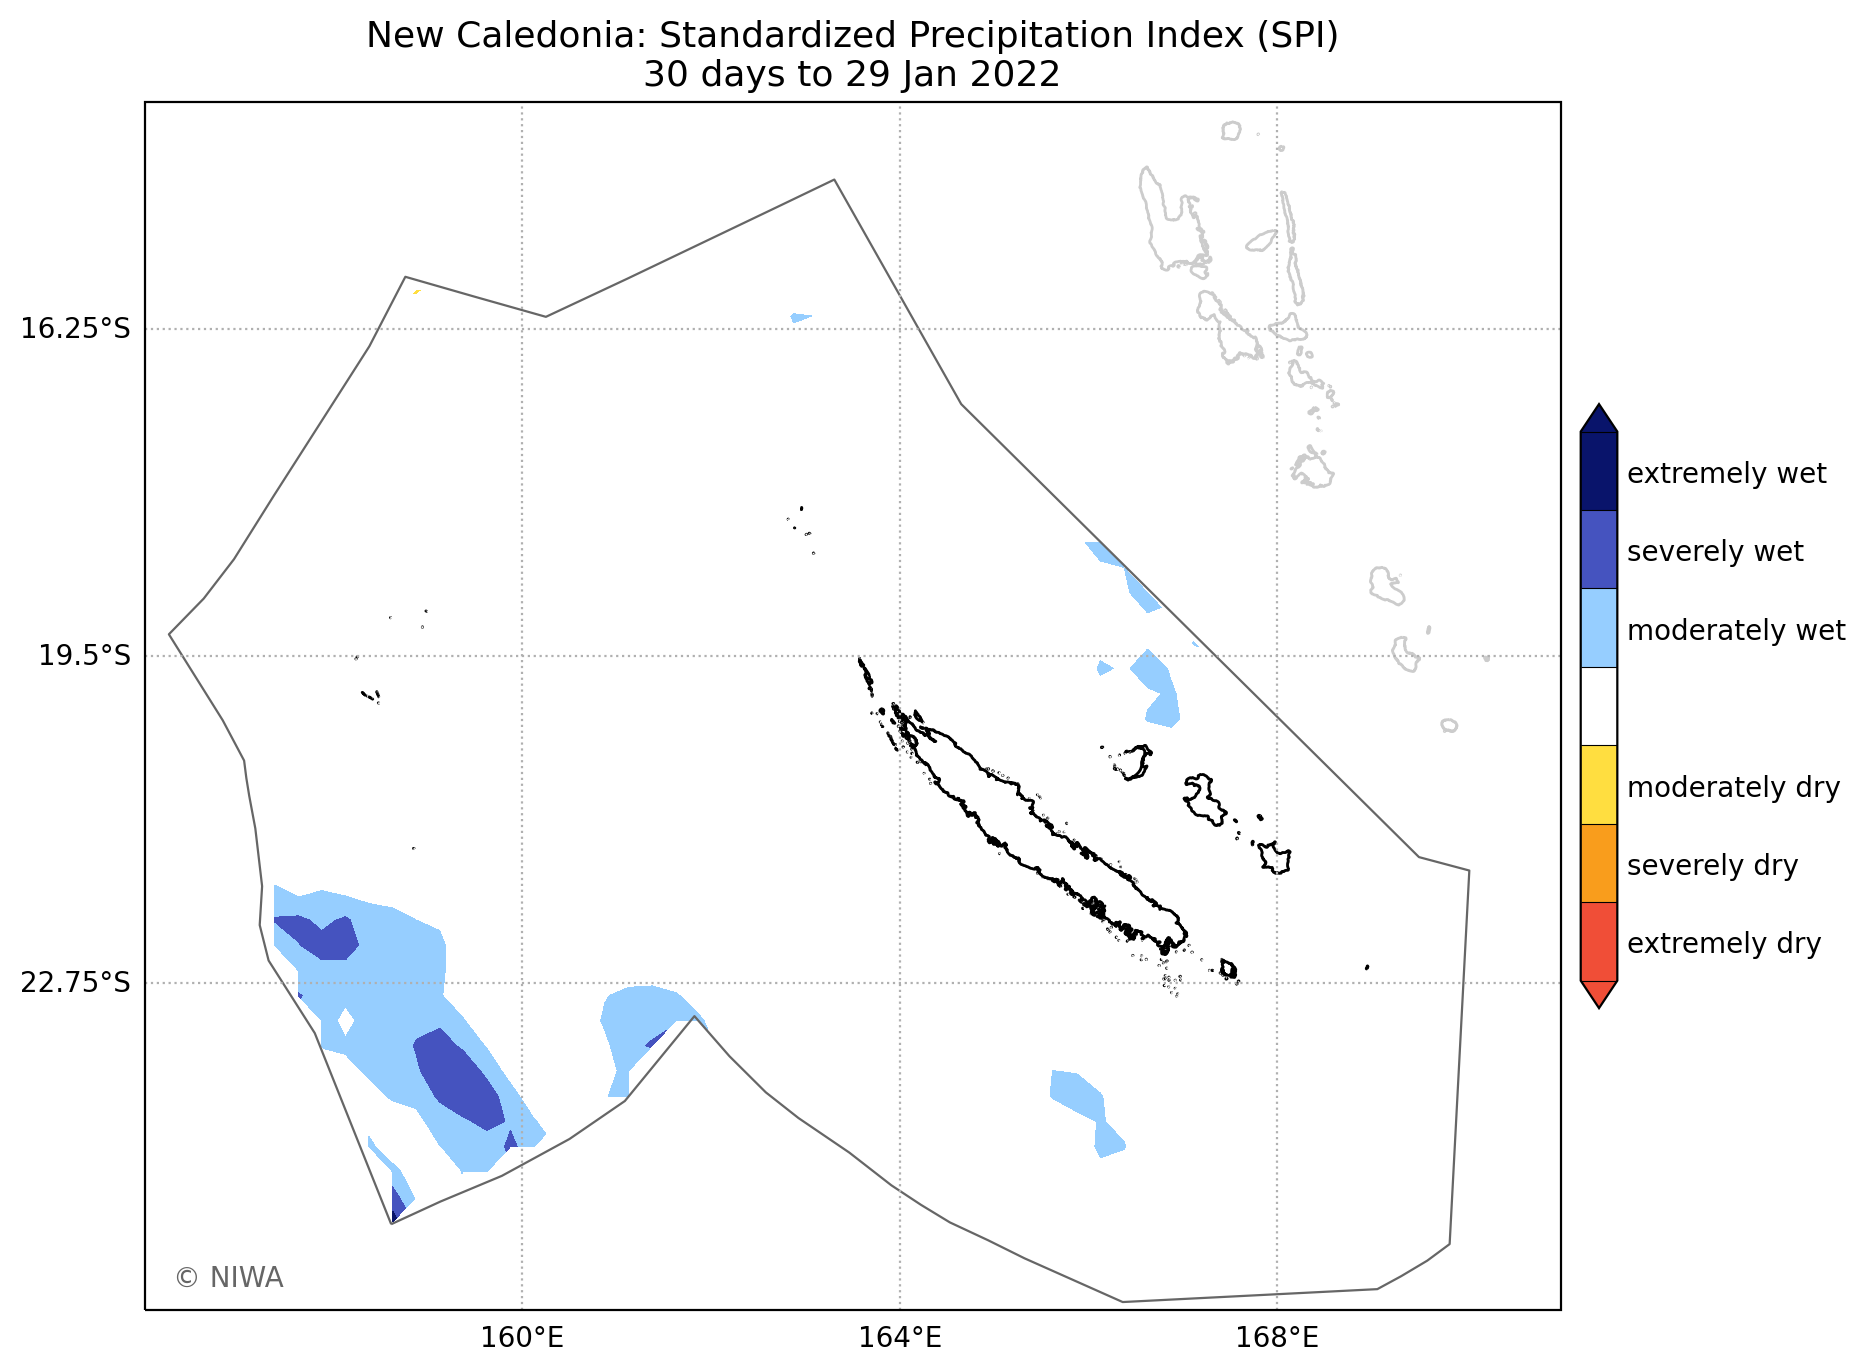 New Caledonia: Standardized Precipitation Index (SPI)
30 days to 29 Jan 2022
16.25°S
19.5°S
22.75°S
160°E
164°E
168°E
extremely wet
severely wet
moderately wet
moderately dry
severely dry
extremely dry
© NIWA